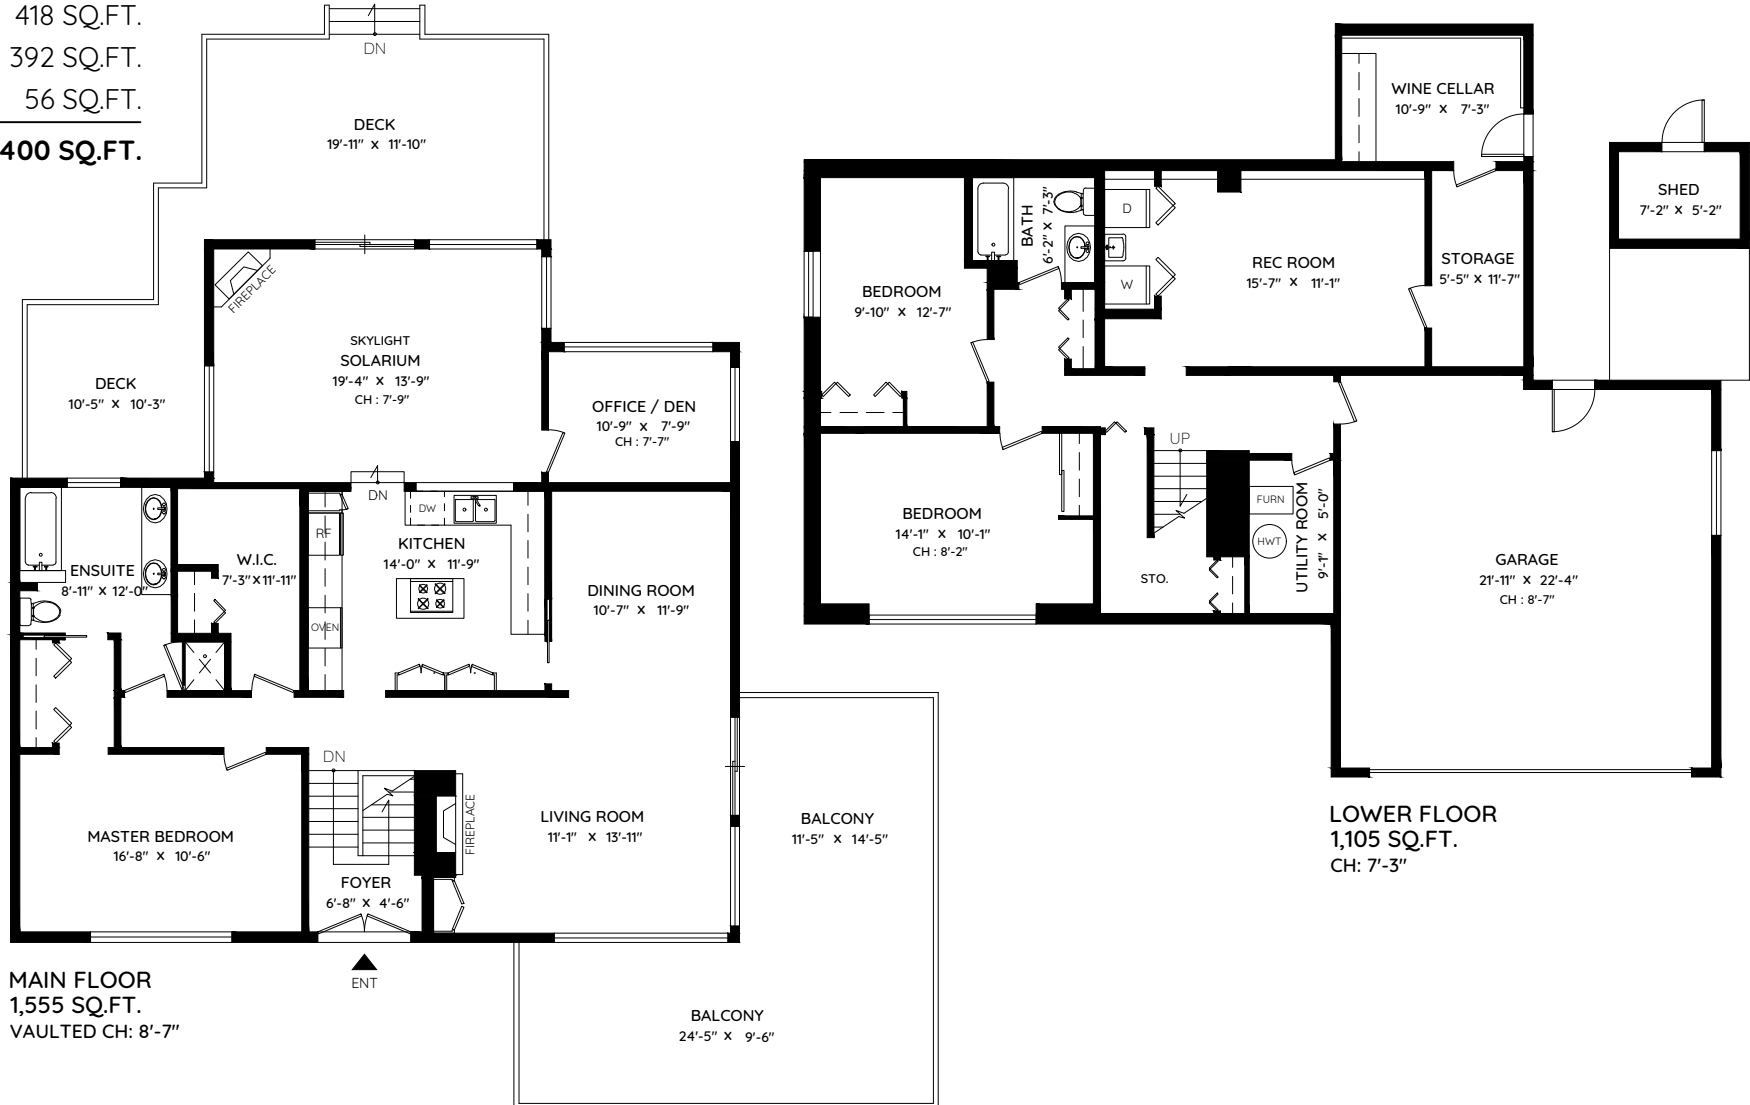 418 SQ.FT.
392 SQ.FT.
56 SQ.FT.
400 SQ.FT.
DN
DECK
19'-11" x 11'-10"
FIREPLACE
SKYLIGHT
SOLARIUM
19'-4" x 13'-9"
CH : 7'-9"
DECK
10'-5" x 10'-3"
OFFICE / DEN
10'-9" x 7'-9"
CH : 7'-7"
DN
DW
RF
KITCHEN
14'-0" x 11'-9"
OVEN
W.I.C.
7'-3" x 11'-11"
ENSUITE
8'-11" x 12'-0"
DINING ROOM
10'-7" x 11'-9"
DN
MASTER BEDROOM
16'-8" x 10'-6"
FIREPLACE
LIVING ROOM
11'-1" x 13'-11"
FOYER
6'-8" x 4'-6"
ENT
BALCONY
11'-5" x 14'-5"
BALCONY
24'-5" x 9'-6"
MAIN FLOOR
1,555 SQ.FT.
VAULTED CH: 8'-7"
WINE CELLAR
10'-9" x 7'-3"
SHED
7'-2" x 5'-2"
BATH
6'-2" x 7'-3"
D
W
REC ROOM
15'-7" x 11'-1"
STORAGE
5'-5" x 11'-7"
BEDROOM
9'-10" x 12'-7"
UP
BEDROOM
14'-1" x 10'-1"
CH : 8'-2"
STO.
FURN
HWT
UTILITY ROOM
9'-1" x 5'-0"
GARAGE
21'-11" x 22'-4"
CH : 8'-7"
LOWER FLOOR
1,105 SQ.FT.
CH: 7'-3"